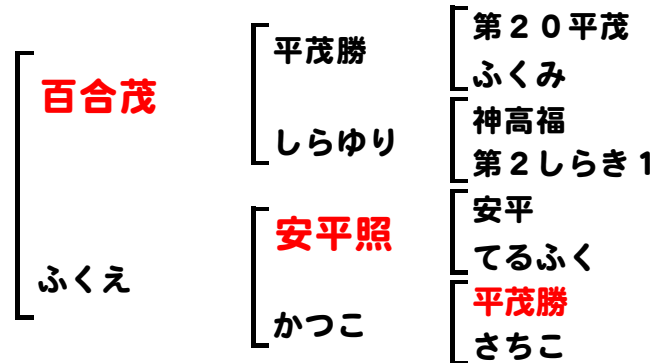 百合茂
ふくえ
平茂勝
しらゆり
安平照
かつこ
第２０平茂
ふくみ
神高福
第２しらき１
安平
てるふく
平茂勝
さちこ